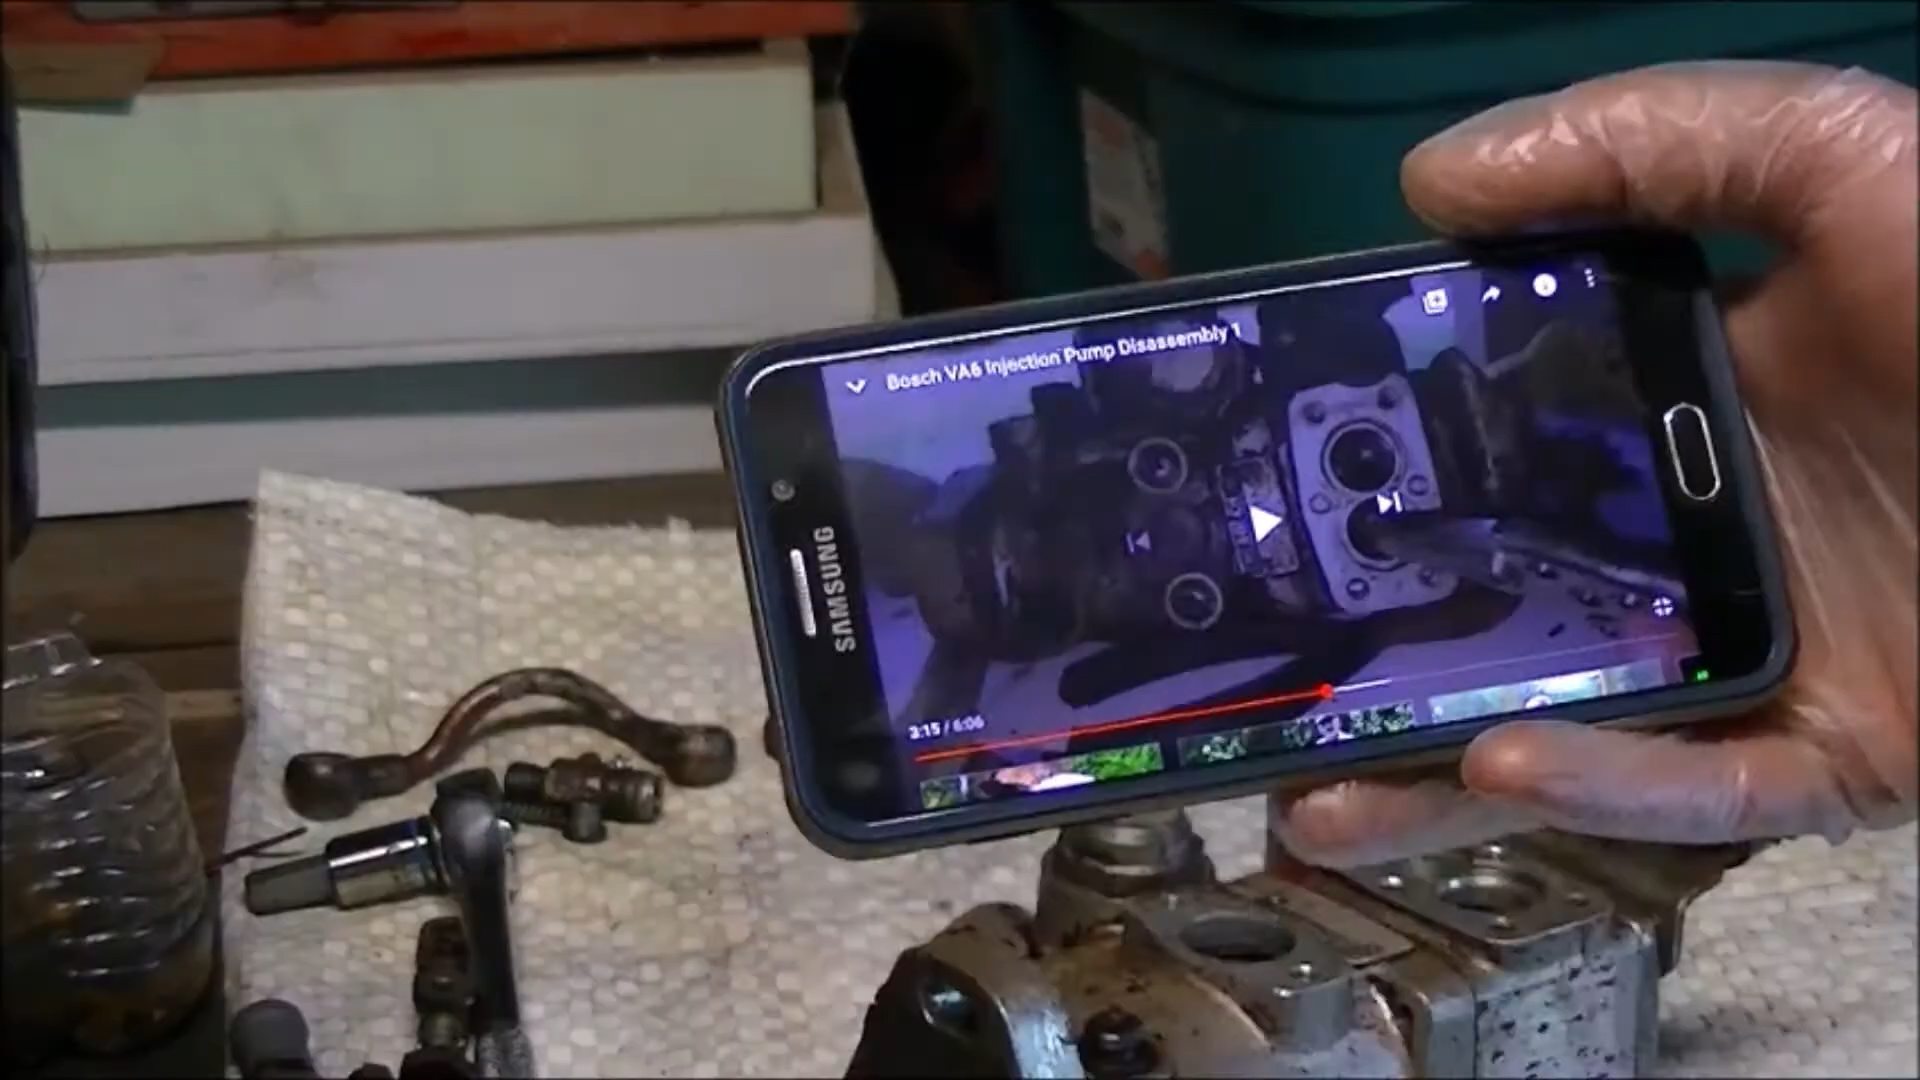 Bosch VA6 Injection Pump Disassembly 1
SAMSUNG
3:15 / 6:06